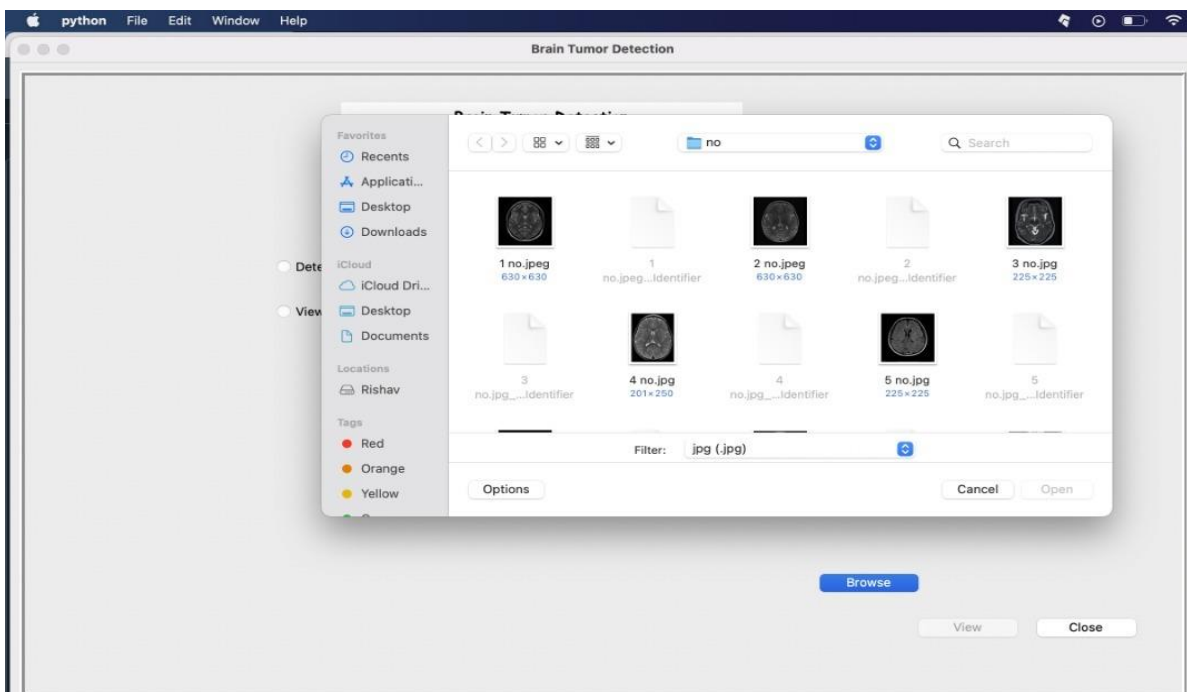 python File Edit Window Help
Brain Tumor Detection
Brain Tumor Detection
Favorites
Recents
Applicati...
Desktop
Downloads
iCloud
iCloud Dri...
Desktop
Documents
Locations
Rishav
Tags
Red
Orange
Yellow
no
Search
1 no.jpeg
630×630
1
no.jpeg...Identifier
2 no.jpeg
630×630
2
no.jpeg...Identifier
3 no.jpg
225×225
3
no.jpg_...Identifier
4 no.jpg
201×250
4
no.jpg_...Identifier
5 no.jpg
225×225
5
no.jpg_...Identifier
Filter: jpg (.jpg)
Options
Cancel
Open
Dete
View
Browse
View
Close